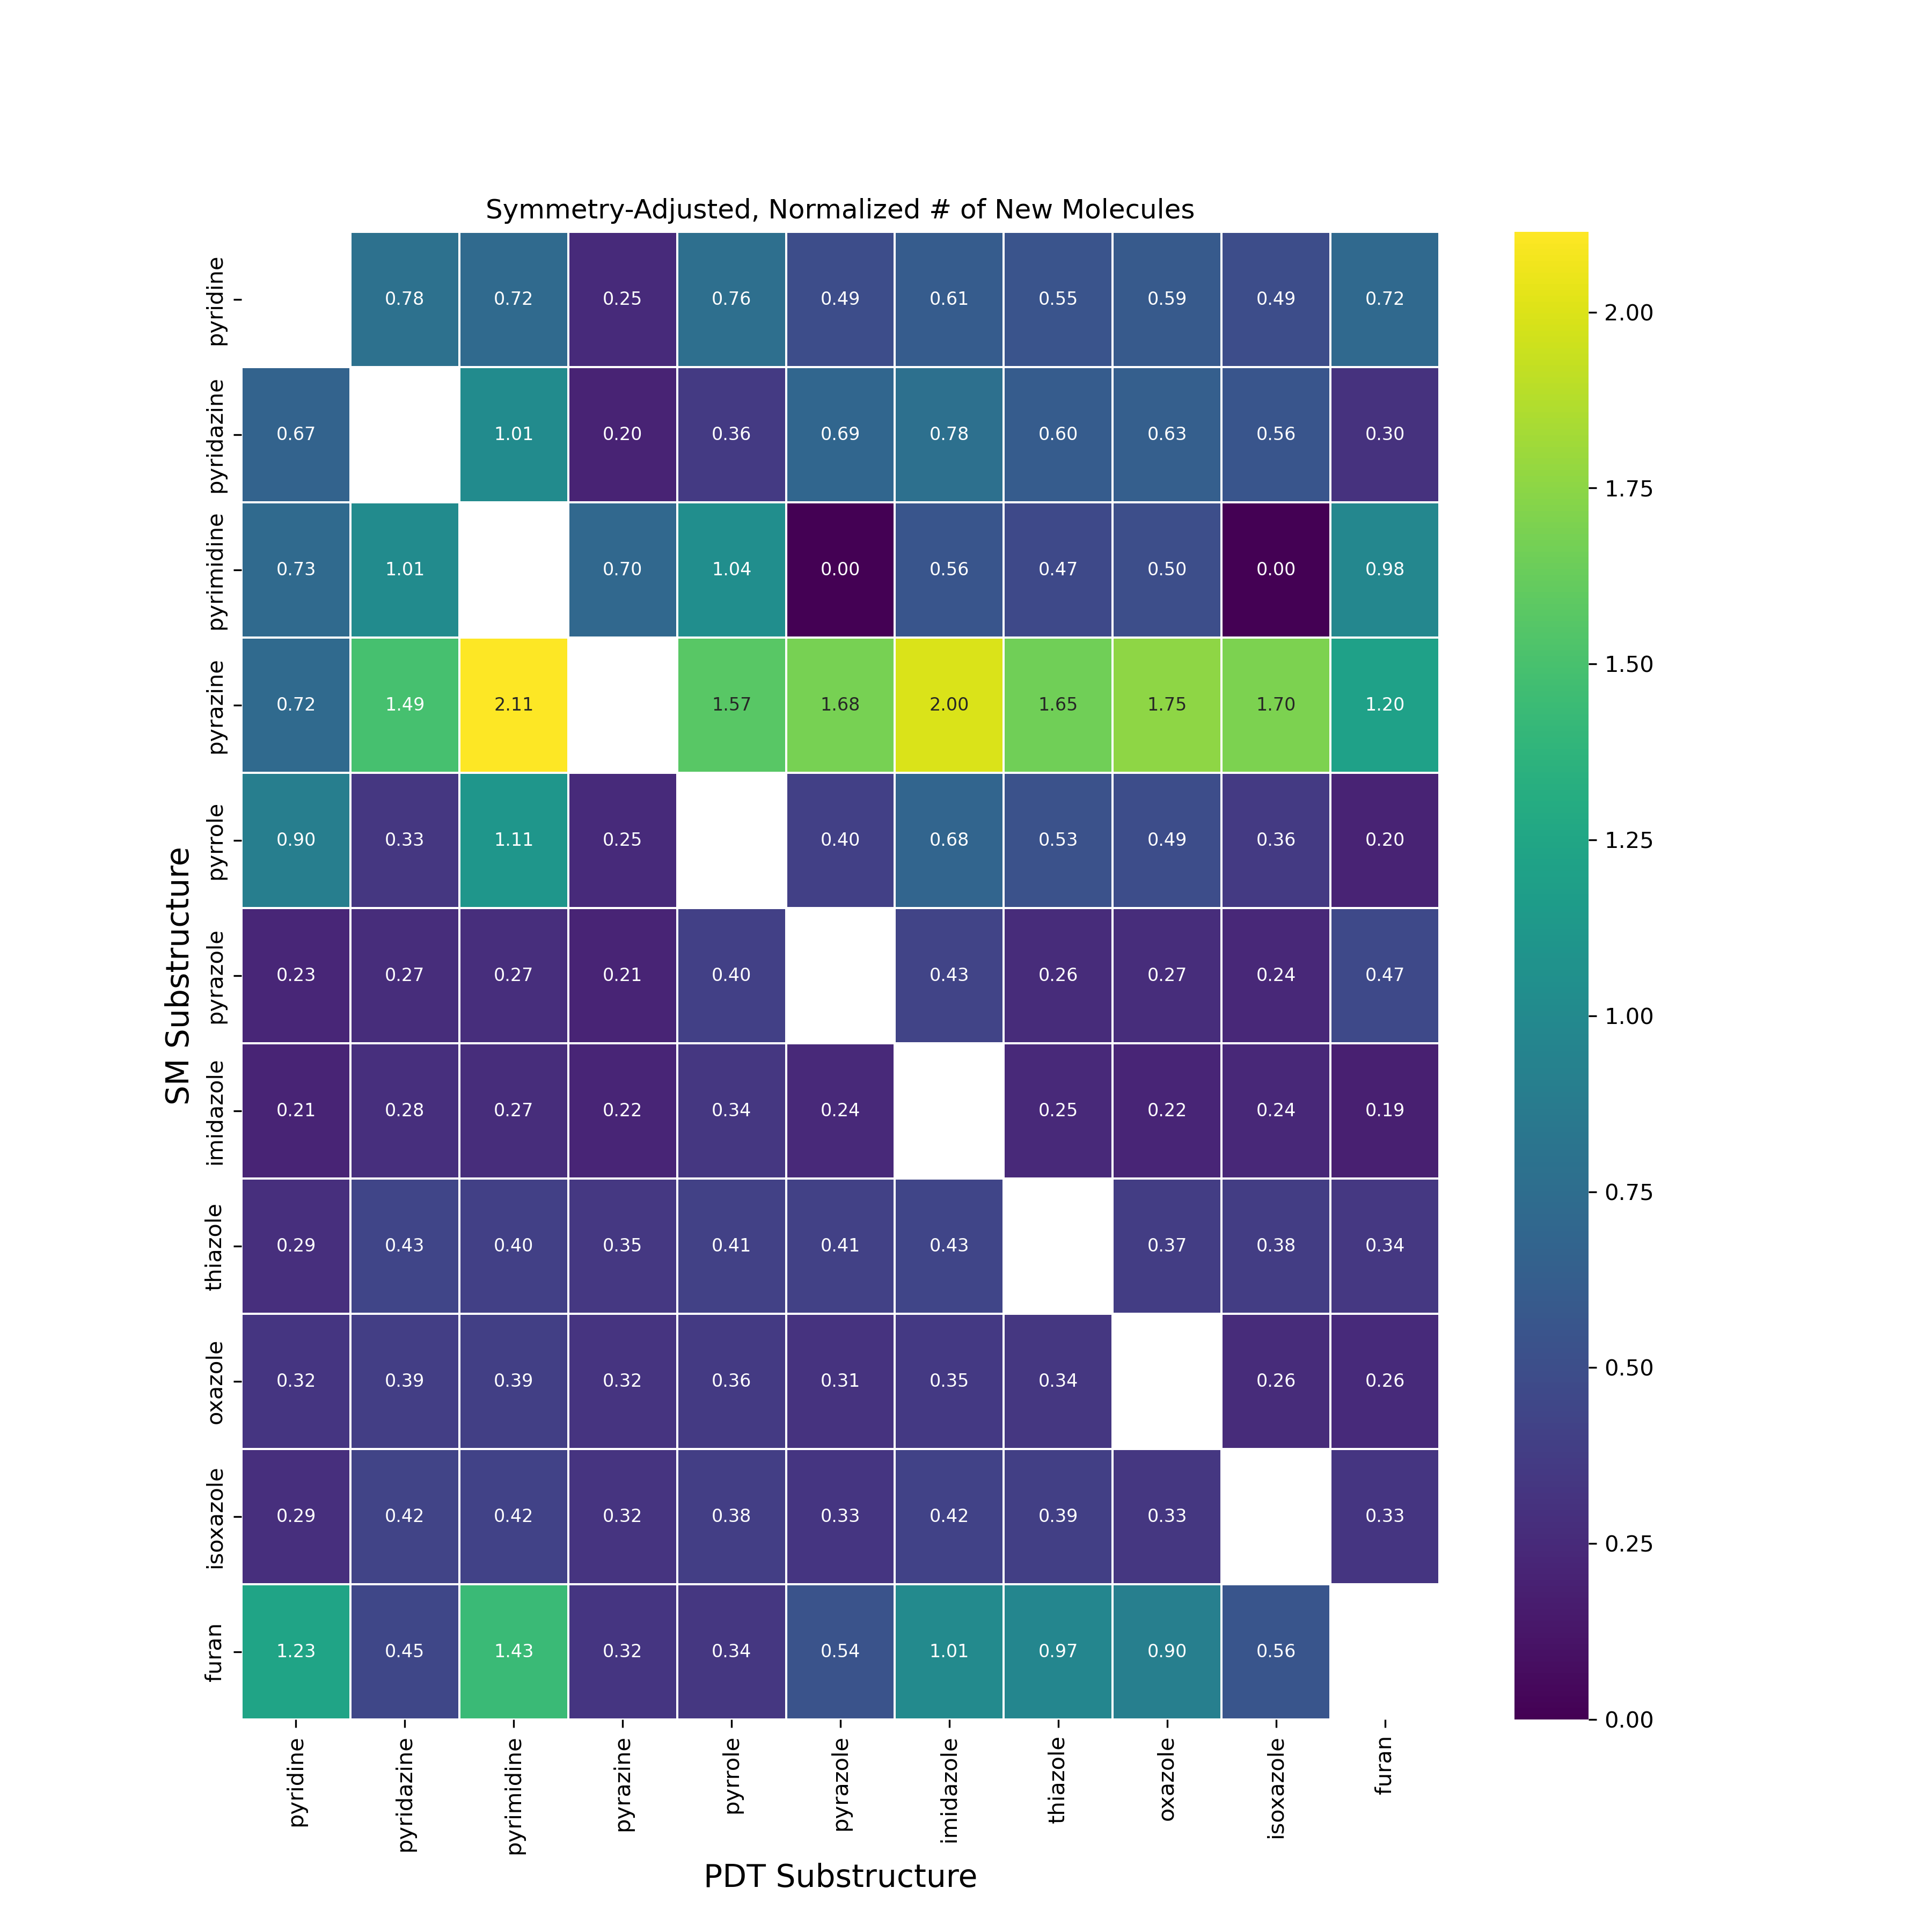 Symmetry-Adjusted, Normalized # of New Molecules
SM Substructure
pyridine 0.78 0.72 0.25 0.76 0.49 0.61 0.55 0.59 0.49 0.72
pyridazine 0.67 1.01 0.20 0.36 0.69 0.78 0.60 0.63 0.56 0.30
pyrimidine 0.73 1.01 0.70 1.04 0.00 0.56 0.47 0.50 0.00 0.98
pyrazine 0.72 1.49 2.11 1.57 1.68 2.00 1.65 1.75 1.70 1.20
pyrrole 0.90 0.33 1.11 0.25 0.40 0.68 0.53 0.49 0.36 0.20
pyrazole 0.23 0.27 0.27 0.21 0.40 0.43 0.26 0.27 0.24 0.47
imidazole 0.21 0.28 0.27 0.22 0.34 0.24 0.25 0.22 0.24 0.19
thiazole 0.29 0.43 0.40 0.35 0.41 0.41 0.43 0.37 0.38 0.34
oxazole 0.32 0.39 0.39 0.32 0.36 0.31 0.35 0.34 0.26 0.26
isoxazole 0.29 0.42 0.42 0.32 0.38 0.33 0.42 0.39 0.33 0.33
furan 1.23 0.45 1.43 0.32 0.34 0.54 1.01 0.97 0.90 0.56
pyridine pyridazine pyrimidine pyrazine pyrrole pyrazole imidazole thiazole oxazole isoxazole furan
PDT Substructure
2.00
1.75
1.50
1.25
1.00
0.75
0.50
0.25
0.00